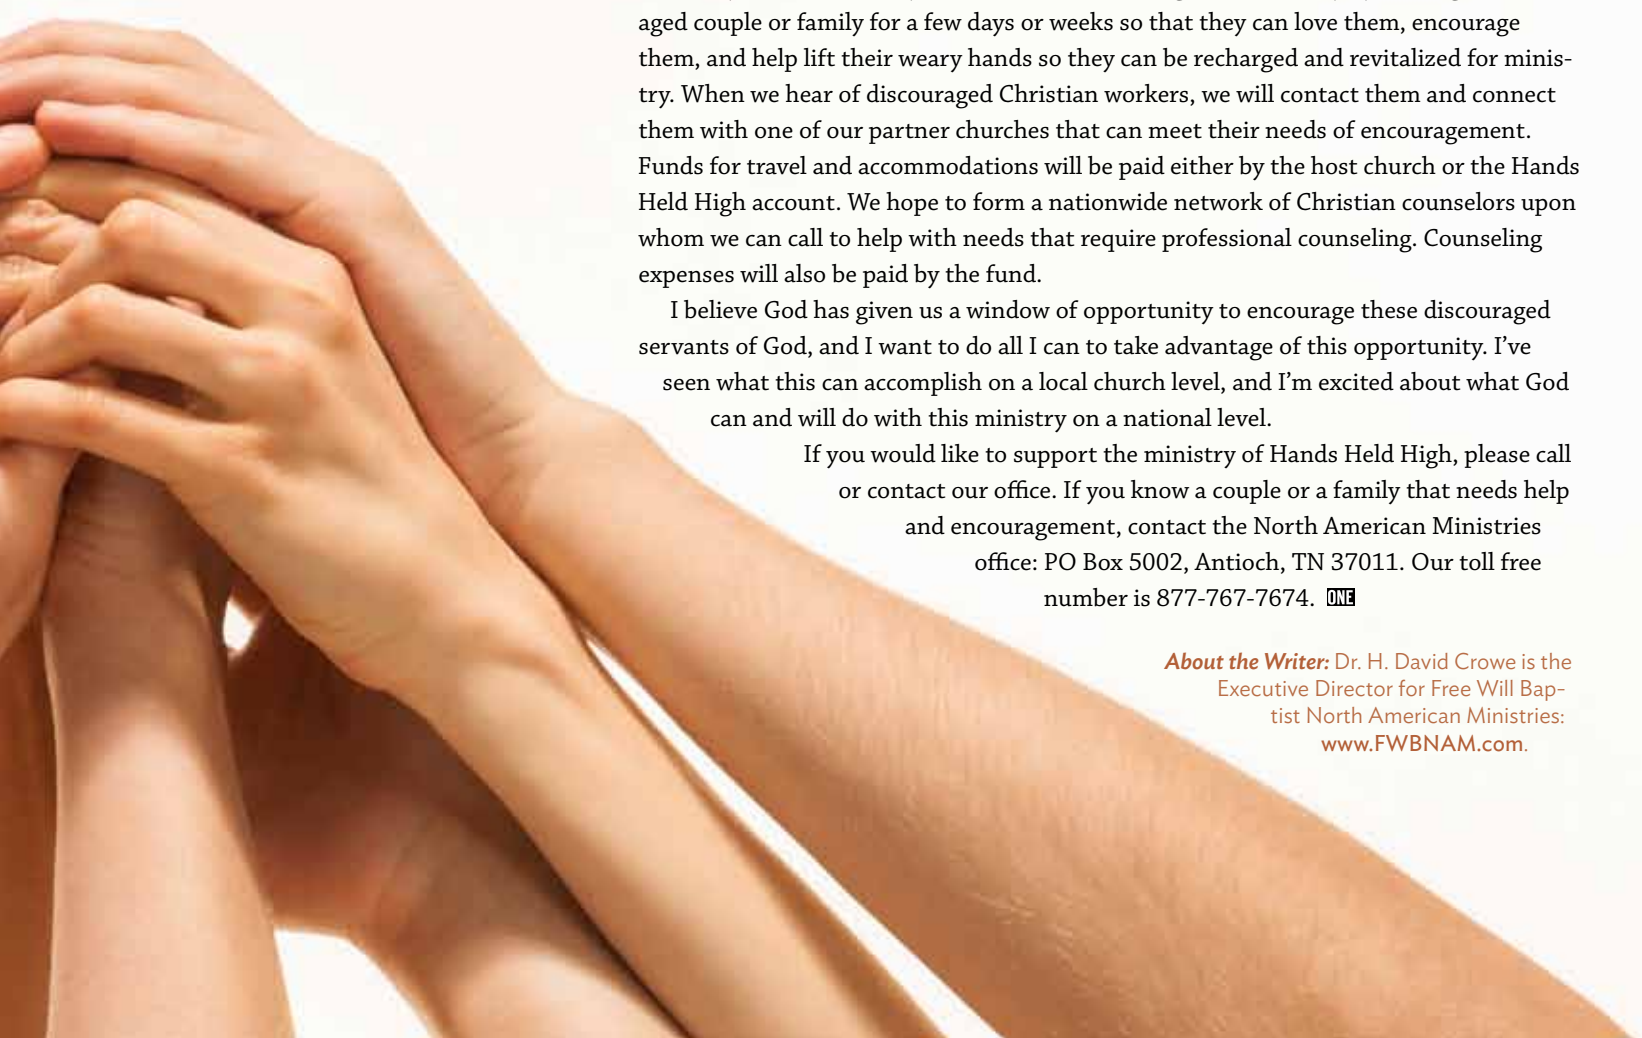 aged couple or family for a few days or weeks so that they can love them, encourage
them, and help lift their weary hands so they can be recharged and revitalized for minis-
try. When we hear of discouraged Christian workers, we will contact them and connect
them with one of our partner churches that can meet their needs of encouragement.
Funds for travel and accommodations will be paid either by the host church or the Hands
Held High account. We hope to form a nationwide network of Christian counselors upon
whom we can call to help with needs that require professional counseling. Counseling
expenses will also be paid by the fund.
I believe God has given us a window of opportunity to encourage these discouraged
servants of God, and I want to do all I can to take advantage of this opportunity. I’ve
seen what this can accomplish on a local church level, and I’m excited about what God
can and will do with this ministry on a national level.
If you would like to support the ministry of Hands Held High, please call
or contact our office. If you know a couple or a family that needs help
and encouragement, contact the North American Ministries
office: PO Box 5002, Antioch, TN 37011. Our toll free
number is 877-767-7674. ONE
About the Writer: Dr. H. David Crowe is the
Executive Director for Free Will Bap-
tist North American Ministries:
www.FWBNAM.com.